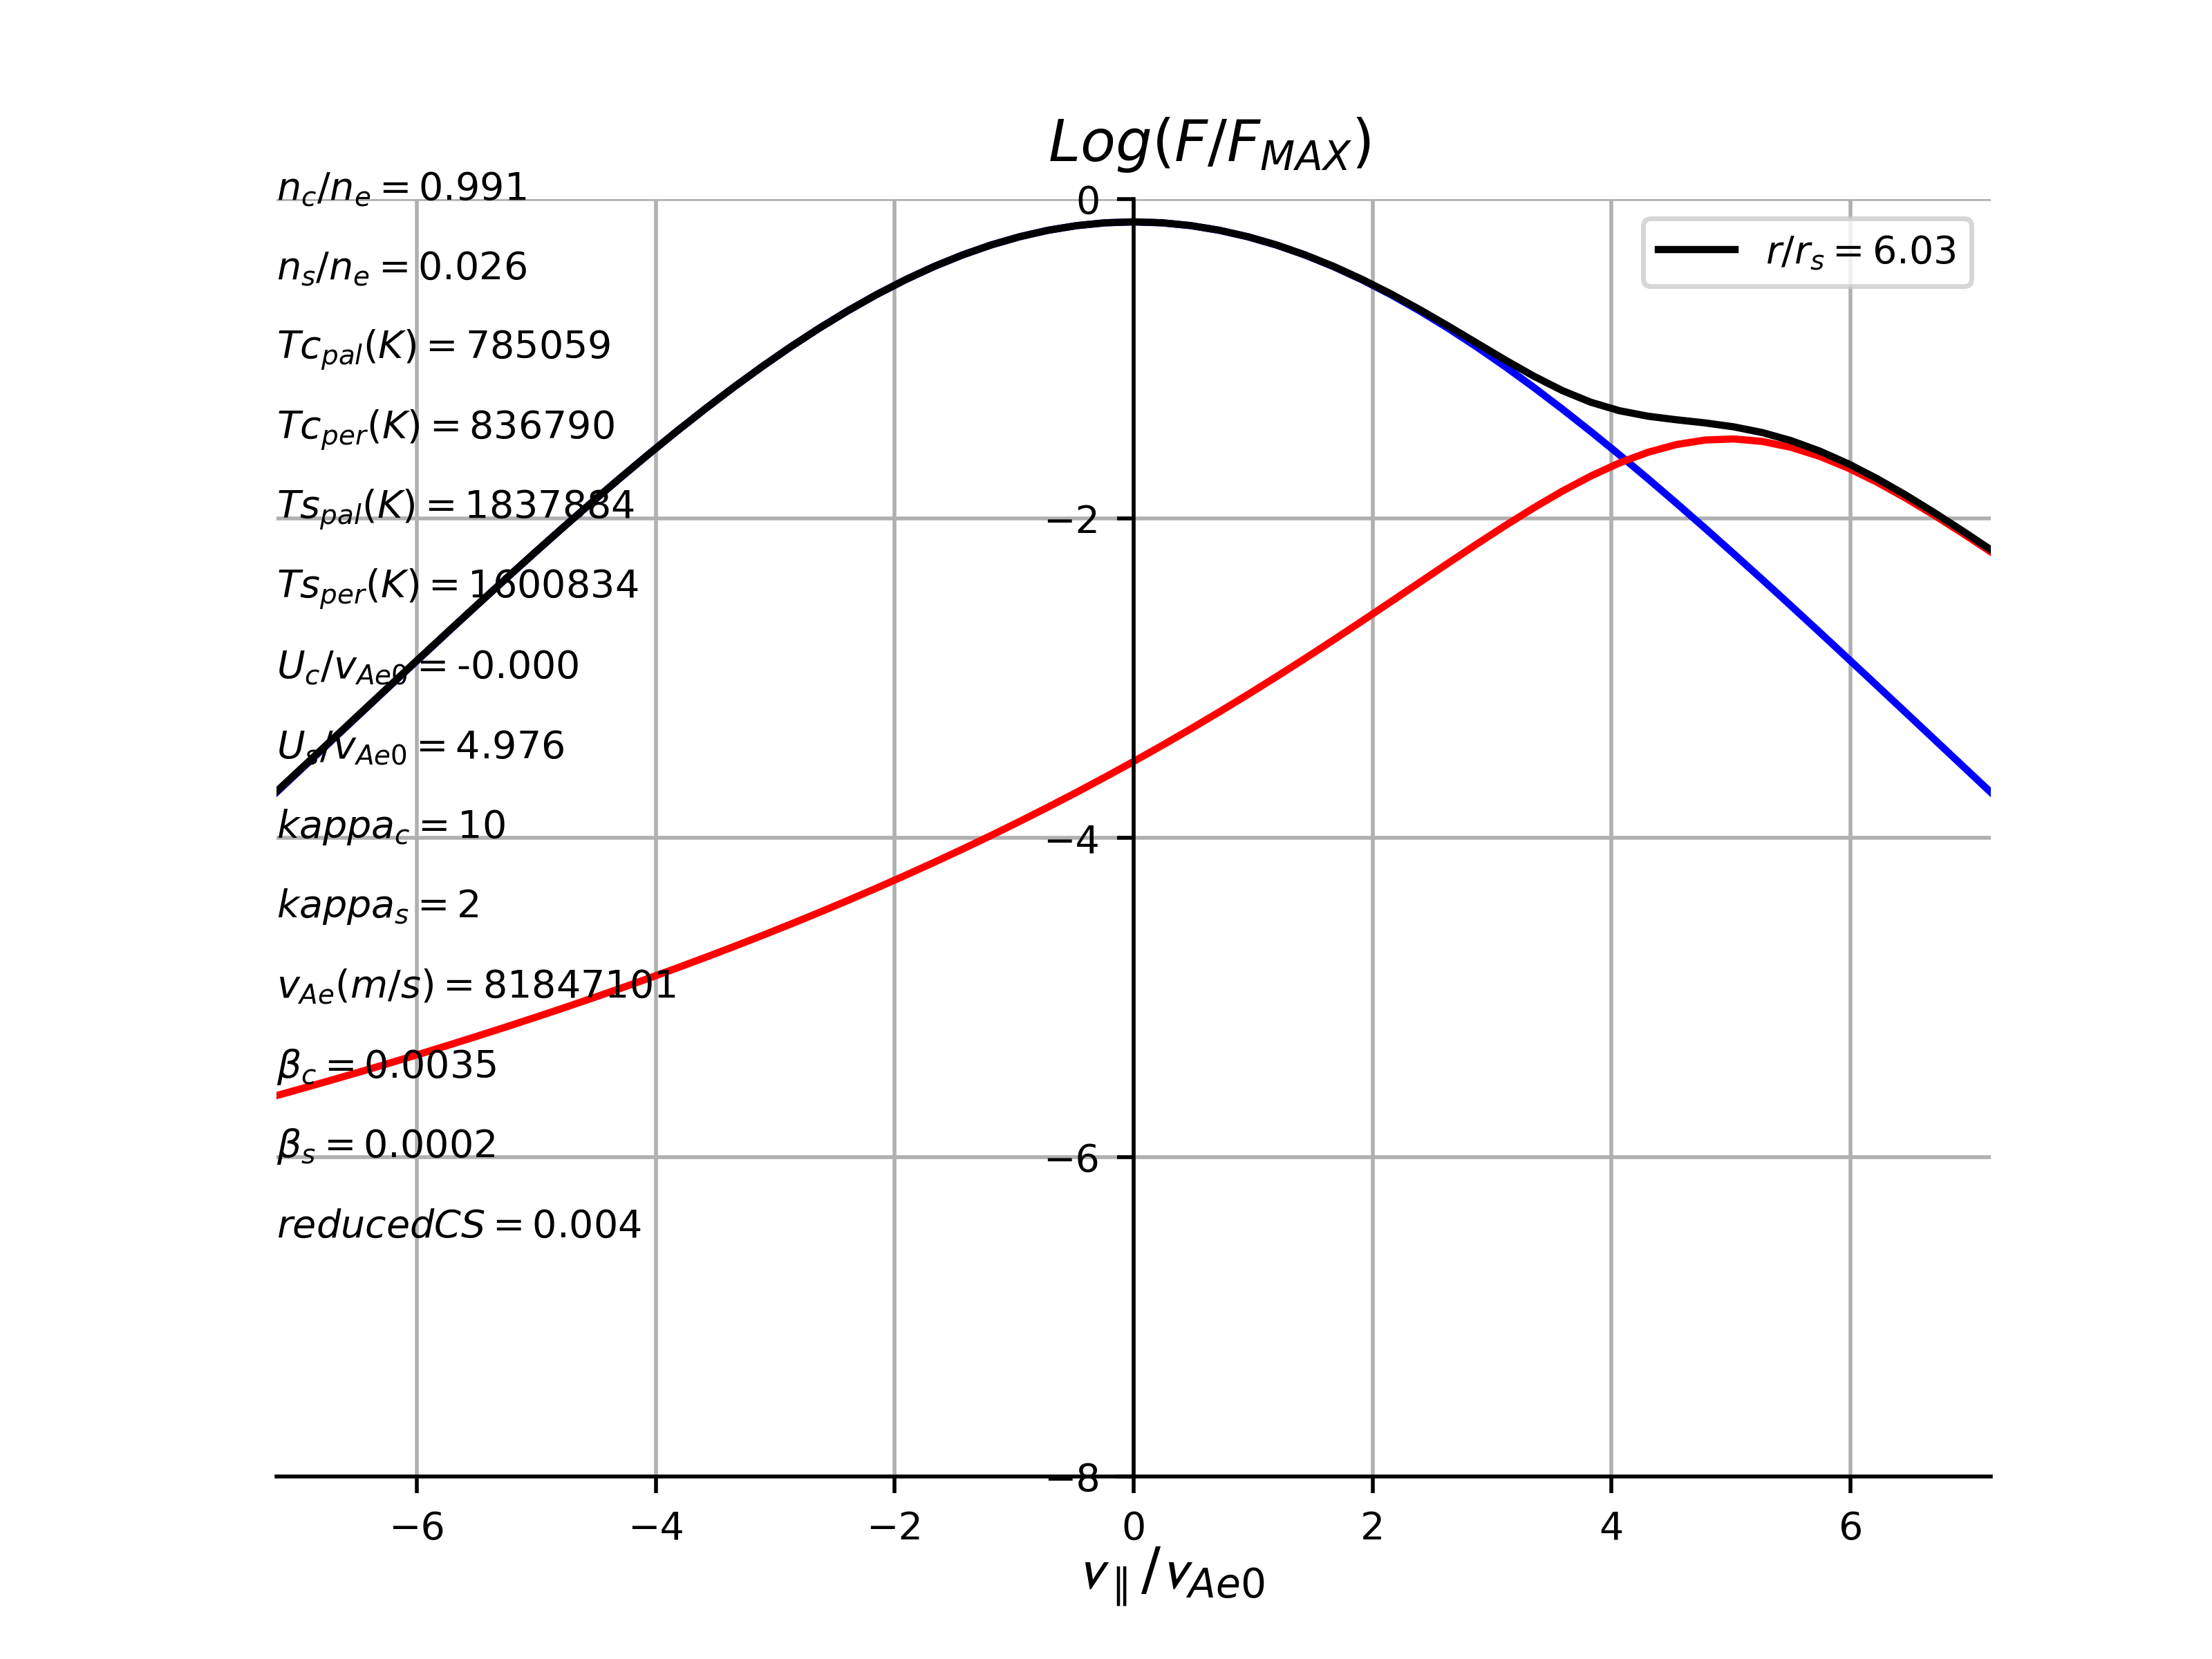 Log(F/F_MAX)
n_c/n_e = 0.991
n_s/n_e = 0.026
Tc_pal(K) = 785059
Tc_per(K) = 836790
Ts_pal(K) = 1837884
Ts_per(K) = 1600834
U_c/v_Ae0 = -0.000
U_s/v_Ae0 = 4.976
kappa_c = 10
kappa_s = 2
v_Ae(m/s) = 81847101
β_c = 0.0035
β_s = 0.0002
reducedCS = 0.004
r/r_s = 6.03
0
−2
−4
−6
−8
−6 −4 −2 0 2 4 6
v_∥/v_Ae0